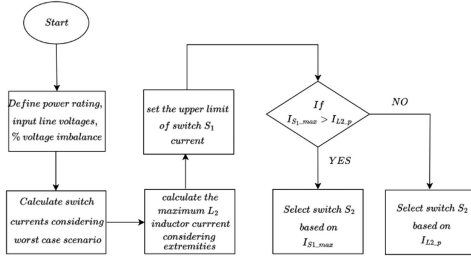 Start
Define power rating,
input line voltages,
% voltage imbalance
Calculate switch
currents considering
worst case scenario
calculate the
maximum L2
inductor currrent
considering
extremities
set the upper limit
of switch S1
current
If
IS1_max > IL2_p
YES
NO
Select switch S2
based on
IS1_max
Select switch S2
based on
IL2_p